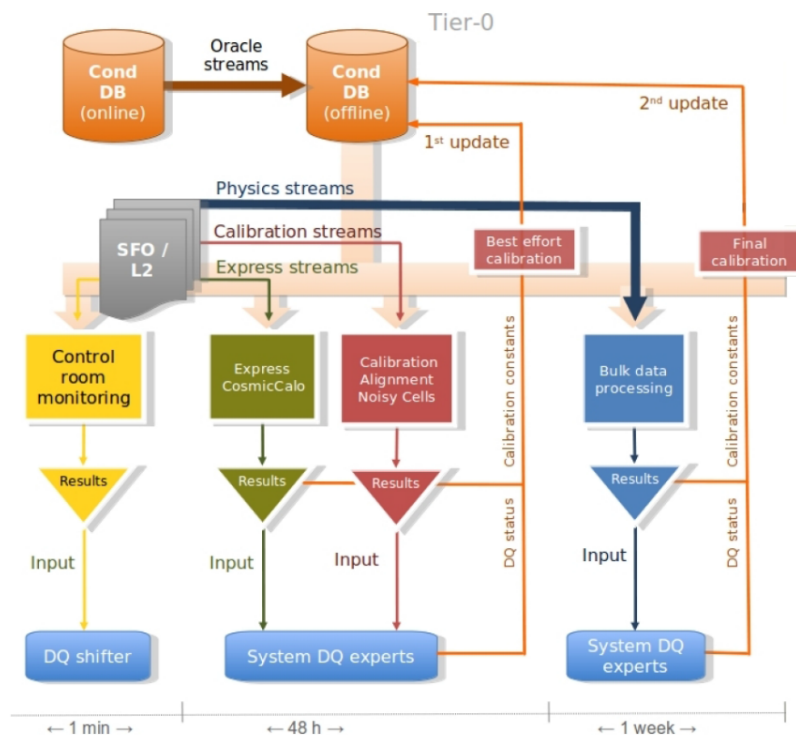 Tier-0
Oracle
streams
Cond
DB
(online)
Cond
DB
(offline)
2nd update
1st update
Physics streams
SFO /
L2
Calibration streams
Express streams
Best effort
calibration
Final
calibration
Control
room
monitoring
Express
CosmicCalo
Calibration
Alignment
Noisy Cells
Calibration constants
Bulk data
processing
Calibration constants
Results
Results
Results
Results
DQ status
DQ status
Input
Input
Input
Input
DQ shifter
System DQ experts
System DQ
experts
← 1 min →
← 48 h →
← 1 week →